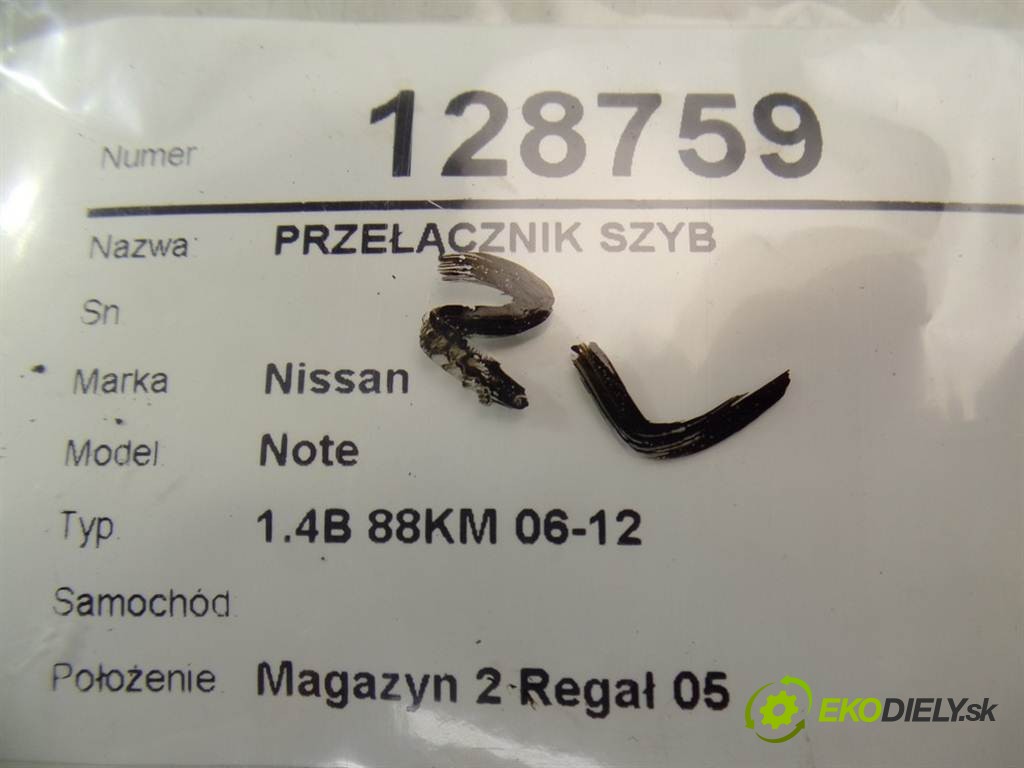 Numer 128759
Nazwa: PRZEŁĄCZNIK SZYB
Sn
Marka Nissan
Model Note
Typ 1.4B 88KM 06-12
Samochód
Położenie Magazyn 2 Regał 05
EKODIELY.sk